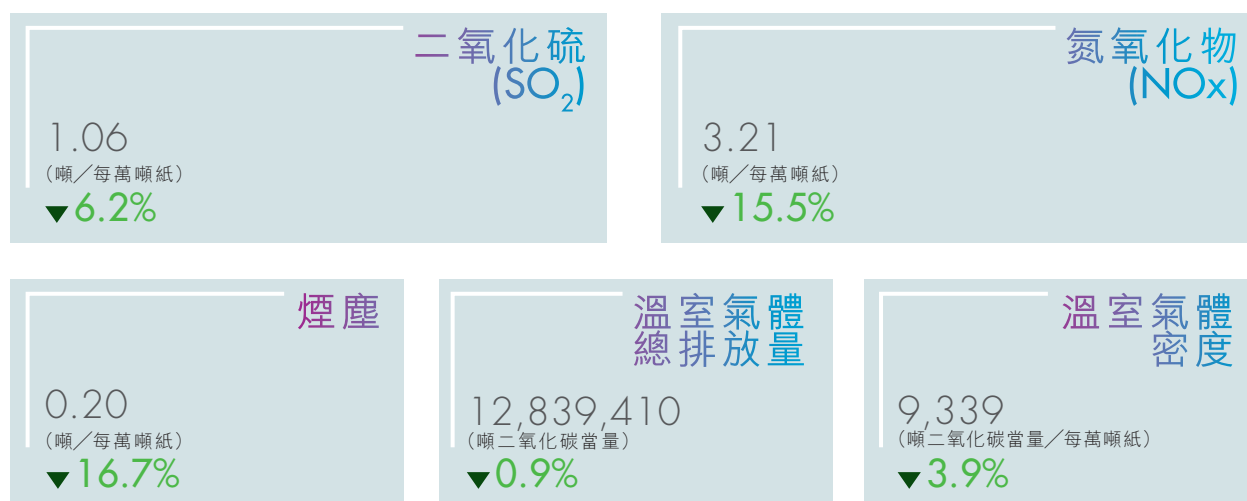 二氧化硫
(SO₂)
1.06
(噸／每萬噸紙)
▼6.2%
氮氧化物
(NOx)
3.21
(噸／每萬噸紙)
▼15.5%
煙塵
0.20
(噸／每萬噸紙)
▼16.7%
溫室氣體
總排放量
12,839,410
(噸二氧化碳當量)
▼0.9%
溫室氣體
密度
9,339
(噸二氧化碳當量／每萬噸紙)
▼3.9%